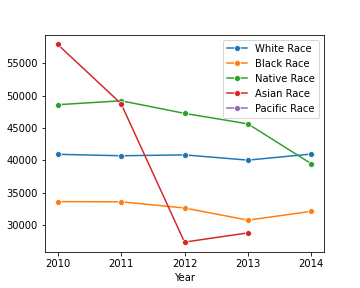 White Race
Black Race
Native Race
Asian Race
Pacific Race
55000
50000
45000
40000
35000
30000
2010 2011 2012 2013 2014
Year